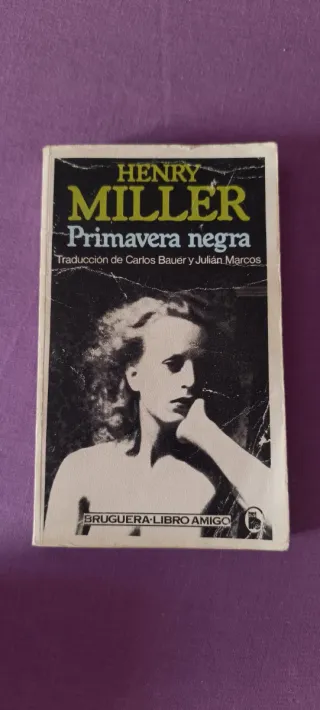 HENRY
MILLER
Primavera negra
Traducción de Carlos Bauer y Julián Marcos
BRUGUERA·LIBRO AMIGO